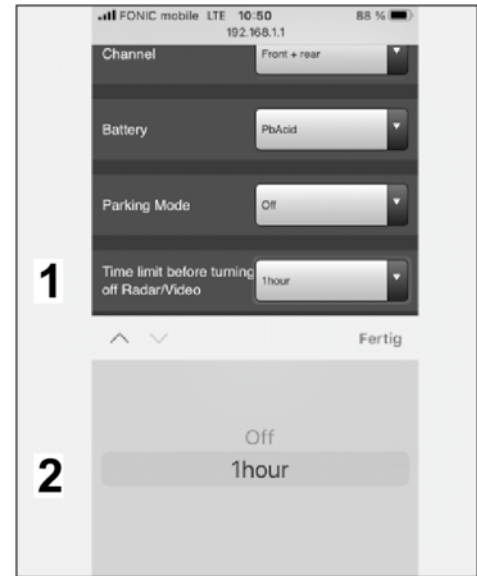 FONIC mobile LTE 10:50 88 %
192.168.1.1
Channel Front + rear
Battery PbAcid
Parking Mode Off
1
Time limit before turning
off Radar/Video 1hour
Fertig
Off
2
1hour